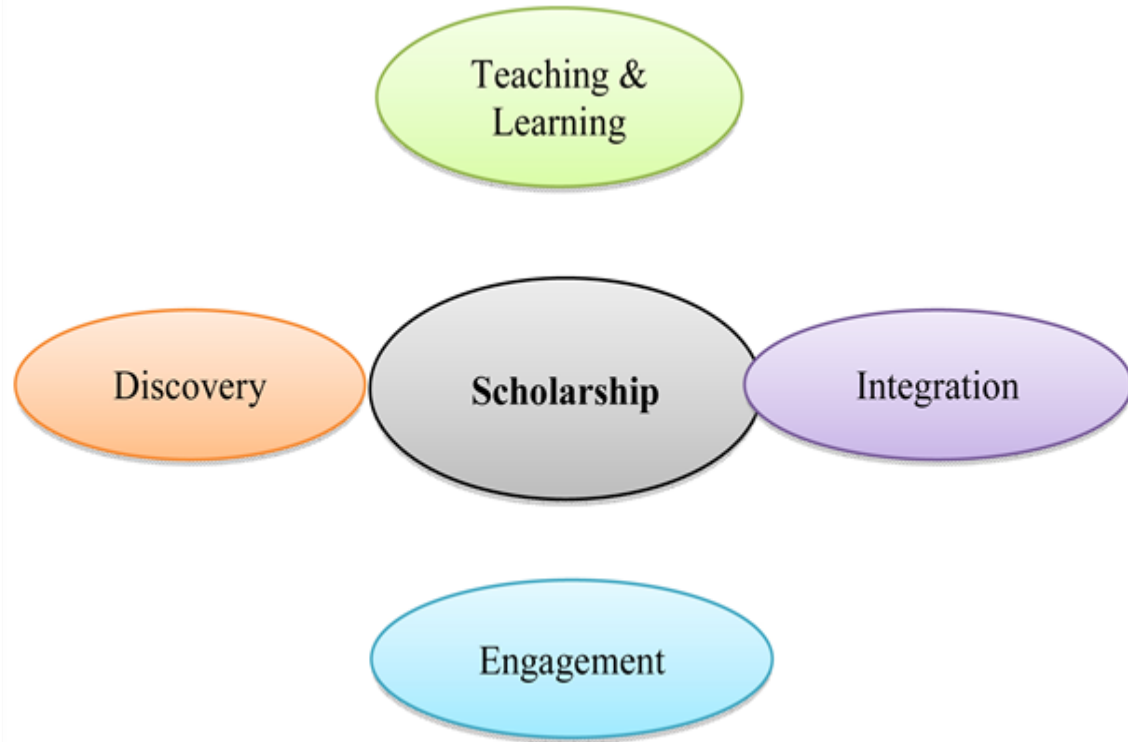 Teaching &
Learning
Discovery
Scholarship
Integration
Engagement